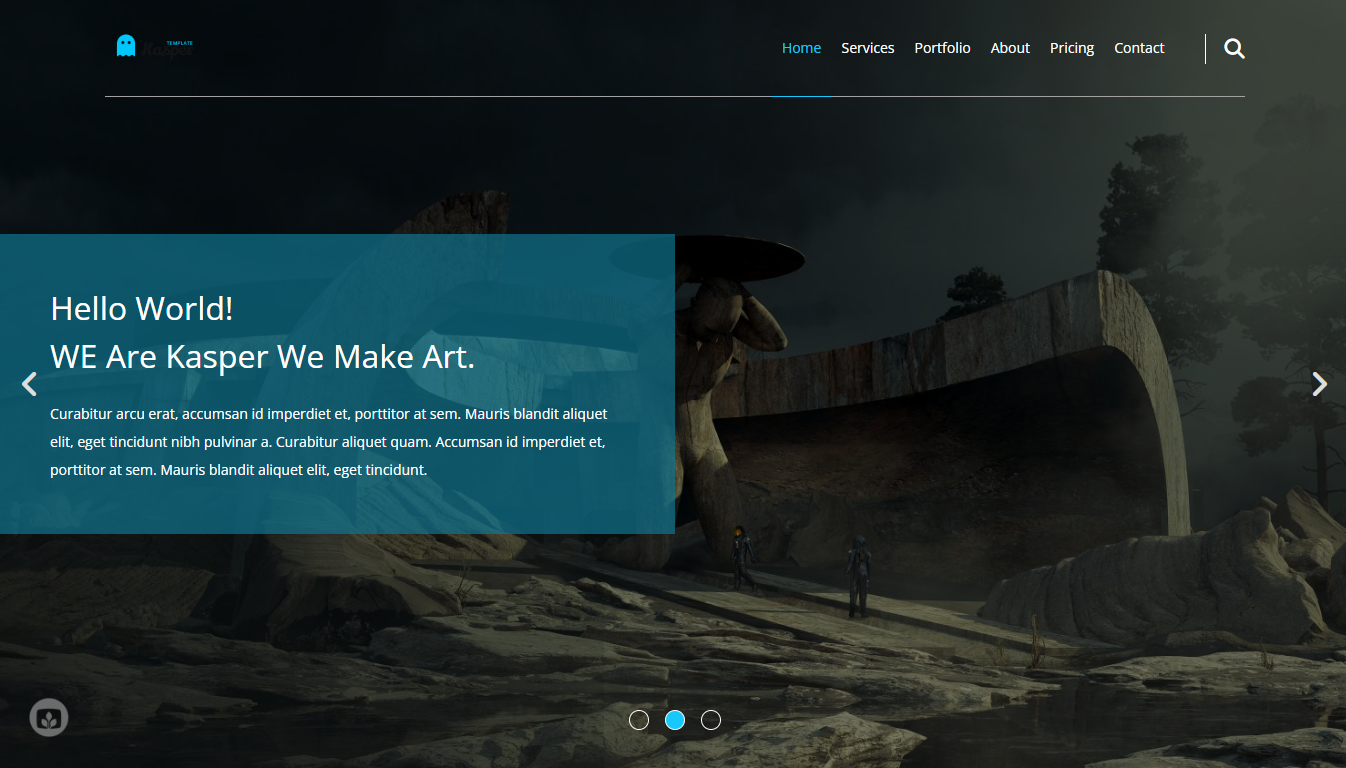 TEMPLATE
Kasper
Home Services Portfolio About Pricing Contact
Hello World!
WE Are Kasper We Make Art.
Curabitur arcu erat, accumsan id imperdiet et, porttitor at sem. Mauris blandit aliquet
elit, eget tincidunt nibh pulvinar a. Curabitur aliquet quam. Accumsan id imperdiet et,
porttitor at sem. Mauris blandit aliquet elit, eget tincidunt.